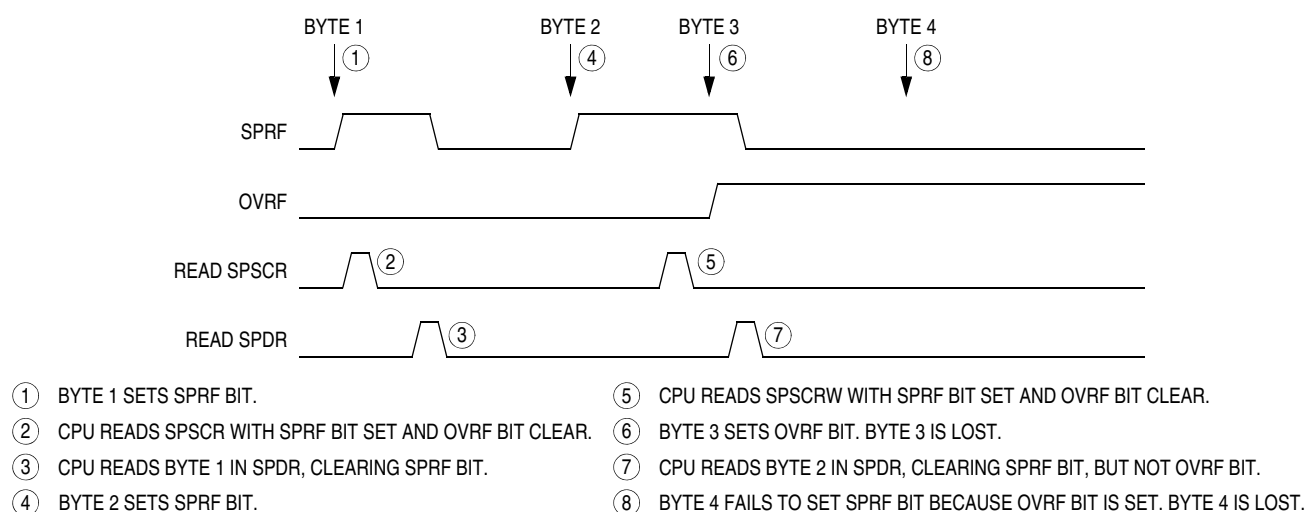 BYTE 1 BYTE 2 BYTE 3 BYTE 4
1 4 6 8
SPRF
OVRF
READ SPSCR 2 5
READ SPDR 3 7
1 BYTE 1 SETS SPRF BIT.
2 CPU READS SPSCR WITH SPRF BIT SET AND OVRF BIT CLEAR.
3 CPU READS BYTE 1 IN SPDR, CLEARING SPRF BIT.
4 BYTE 2 SETS SPRF BIT.
5 CPU READS SPSCRW WITH SPRF BIT SET AND OVRF BIT CLEAR.
6 BYTE 3 SETS OVRF BIT. BYTE 3 IS LOST.
7 CPU READS BYTE 2 IN SPDR, CLEARING SPRF BIT, BUT NOT OVRF BIT.
8 BYTE 4 FAILS TO SET SPRF BIT BECAUSE OVRF BIT IS SET. BYTE 4 IS LOST.